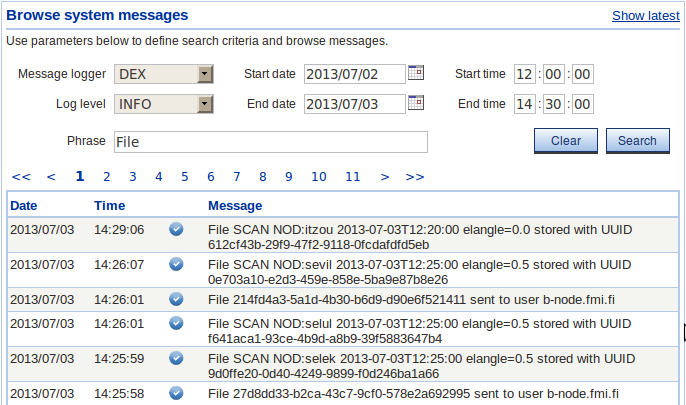 Browse system messages Show latest
Use parameters below to define search criteria and browse messages.
Message logger DEX Start date 2013/07/02 Start time 12 : 00 : 00
Log level INFO End date 2013/07/03 End time 14 : 30 : 00
Phrase File Clear Search
<< < 1 2 3 4 5 6 7 8 9 10 11 > >>
Date Time Message
2013/07/03 14:29:06 File SCAN NOD:itzou 2013-07-03T12:20:00 elangle=0.0 stored with UUID
612cf43b-29f9-47f2-9118-0fcdafdfd5eb
2013/07/03 14:26:07 File SCAN NOD:sevil 2013-07-03T12:25:00 elangle=0.5 stored with UUID
0e703a10-e2d3-459e-858e-5ba9e87b8e26
2013/07/03 14:26:01 File 214fd4a3-5a1d-4b30-b6d9-d90e6f521411 sent to user b-node.fmi.fi
2013/07/03 14:26:01 File SCAN NOD:selul 2013-07-03T12:25:00 elangle=0.5 stored with UUID
f641aca1-93ce-4b9d-a8b9-39f5883647b4
2013/07/03 14:25:59 File SCAN NOD:selek 2013-07-03T12:25:00 elangle=0.5 stored with UUID
9d0ffe20-0d40-4249-9899-f0d246ba1a66
2013/07/03 14:25:58 File 27d8dd33-b2ca-43c7-9cf0-578e2a692995 sent to user b-node.fmi.fi